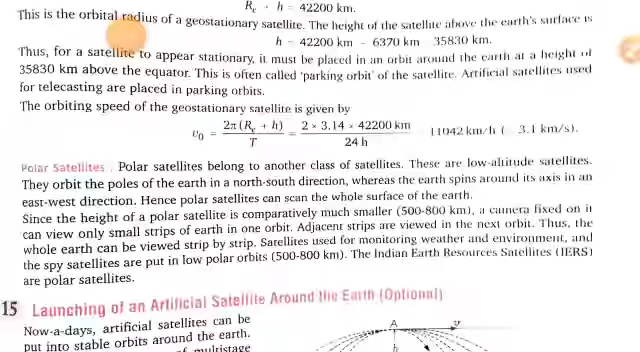 Re + h = 42200 km.
This is the orbital radius of a geostationary satellite. The height of the satellite above the earth's surface is
h = 42200 km - 6370 km 35830 km.
Thus, for a satellite to appear stationary, it must be placed in an orbit around the earth at a height of
35830 km above the equator. This is often called 'parking orbit' of the satellite. Artificial satellites used
for telecasting are placed in parking orbits.
The orbiting speed of the geostationary satellite is given by
v0 = 2π (Re + h) / T = 2 × 3.14 × 42200 km / 24 h 11042 km/h ( 3.1 km/s).
Polar Satellites : Polar satellites belong to another class of satellites. These are low-altitude satellites.
They orbit the poles of the earth in a north-south direction, whereas the earth spins around its axis in an
east-west direction. Hence polar satellites can scan the whole surface of the earth.
Since the height of a polar satellite is comparatively much smaller (500-800 km), a camera fixed on it
can view only small strips of earth in one orbit. Adjacent strips are viewed in the next orbit. Thus, the
whole earth can be viewed strip by strip. Satellites used for monitoring weather and environment, and
the spy satellites are put in low polar orbits (500-800 km). The Indian Earth Resources Satellites (IERS)
are polar satellites.
15 Launching of an Artificial Satellite Around the Earth (Optional)
Now-a-days, artificial satellites can be
put into stable orbits around the earth.
multistage
A v
h